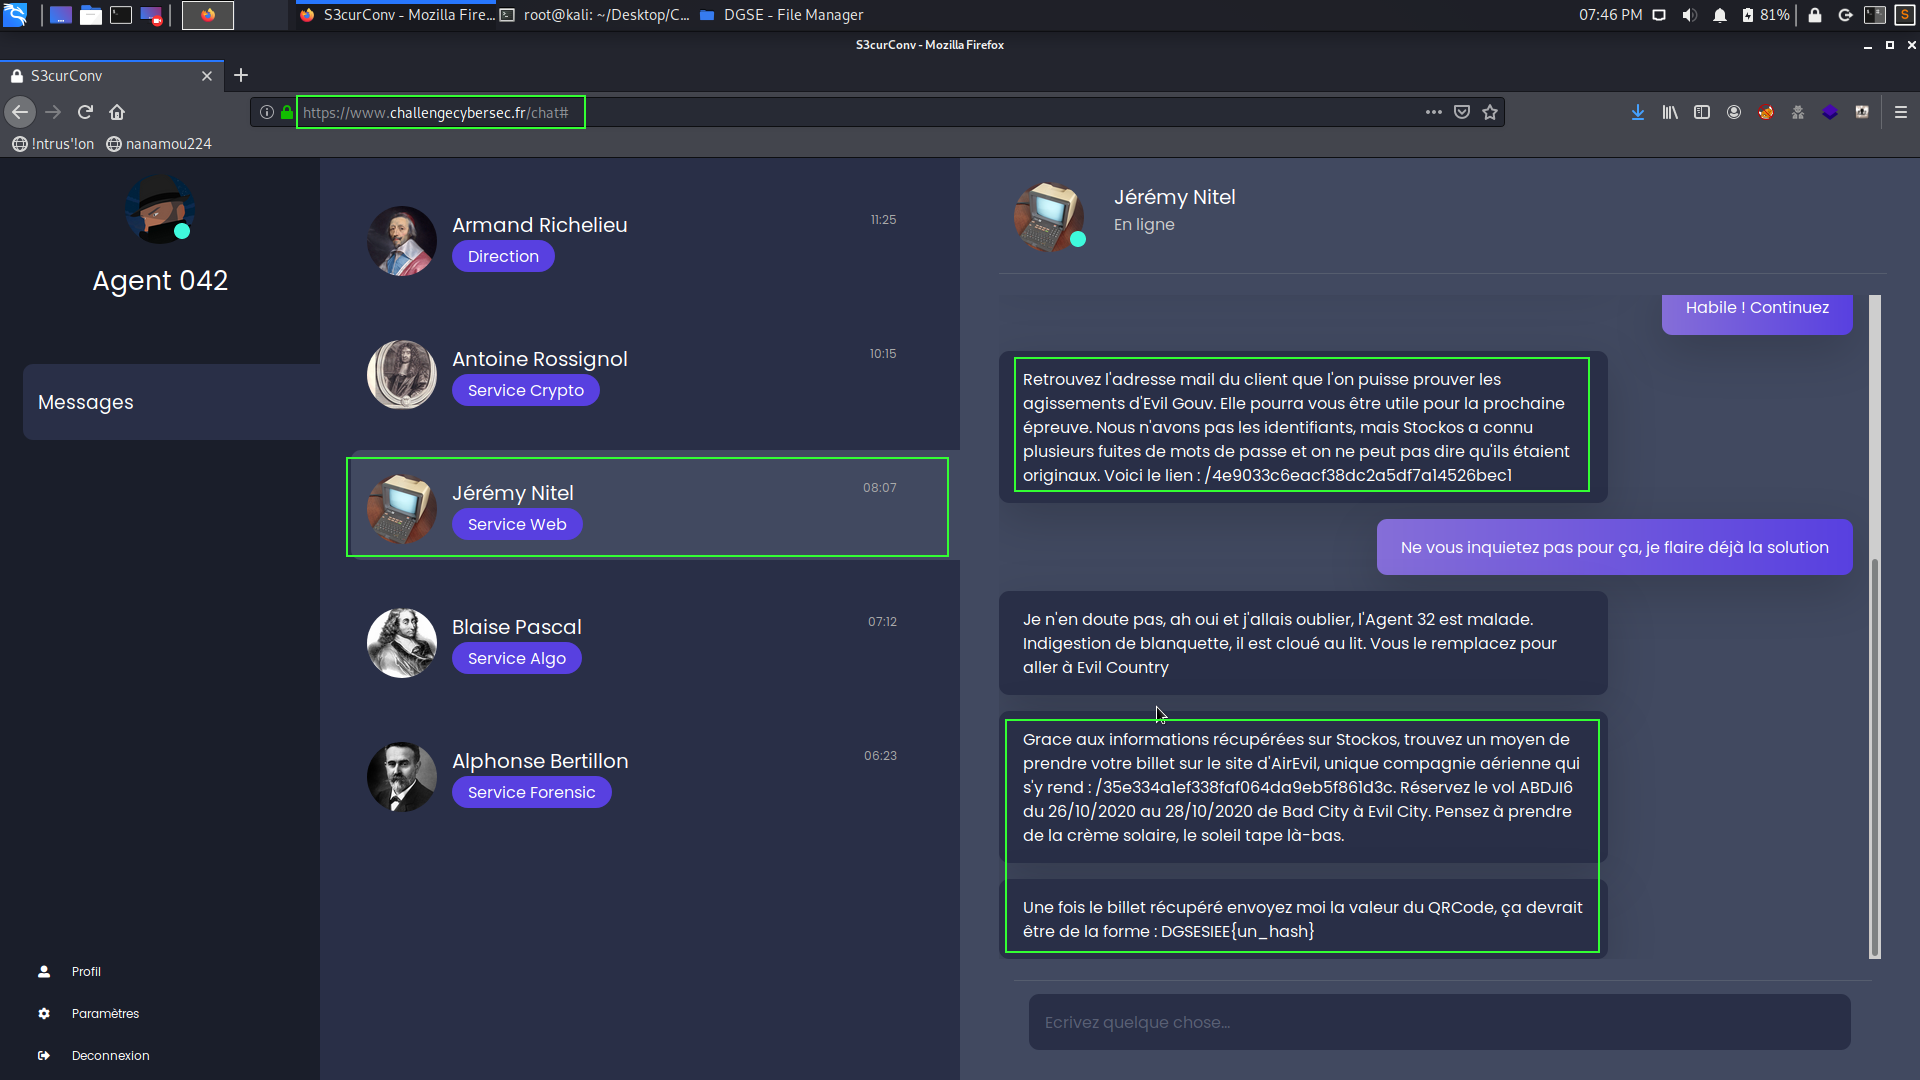 S3curConv - Mozilla Fire...
root@kali: ~/Desktop/C...
DGSE - File Manager
07:46 PM
81%
S
S3curConv - Mozilla Firefox
S3curConv
https://www.challengecybersec.fr/chat#
!ntrus'!on
nanamou224
Agent 042
Messages
Profil
Paramètres
Deconnexion
Armand Richelieu
11:25
Direction
Antoine Rossignol
10:15
Service Crypto
Jérémy Nitel
08:07
Service Web
Blaise Pascal
07:12
Service Algo
Alphonse Bertillon
06:23
Service Forensic
Jérémy Nitel
En ligne
Habile ! Continuez
Retrouvez l'adresse mail du client que l'on puisse prouver les
agissements d'Evil Gouv. Elle pourra vous être utile pour la prochaine
épreuve. Nous n'avons pas les identifiants, mais Stockos a connu
plusieurs fuites de mots de passe et on ne peut pas dire qu'ils étaient
originaux. Voici le lien : /4e9033c6eacf38dc2a5df7a14526bec1
Ne vous inquietez pas pour ça, je flaire déjà la solution
Je n'en doute pas, ah oui et j'allais oublier, l'Agent 32 est malade.
Indigestion de blanquette, il est cloué au lit. Vous le remplacez pour
aller à Evil Country
Grace aux informations récupérées sur Stockos, trouvez un moyen de
prendre votre billet sur le site d'AirEvil, unique compagnie aérienne qui
s'y rend : /35e334a1ef338faf064da9eb5f861d3c. Réservez le vol ABDJI6
du 26/10/2020 au 28/10/2020 de Bad City à Evil City. Pensez à prendre
de la crème solaire, le soleil tape là-bas.
Une fois le billet récupéré envoyez moi la valeur du QRCode, ça devrait
être de la forme : DGSESIEE{un_hash}
Ecrivez quelque chose...